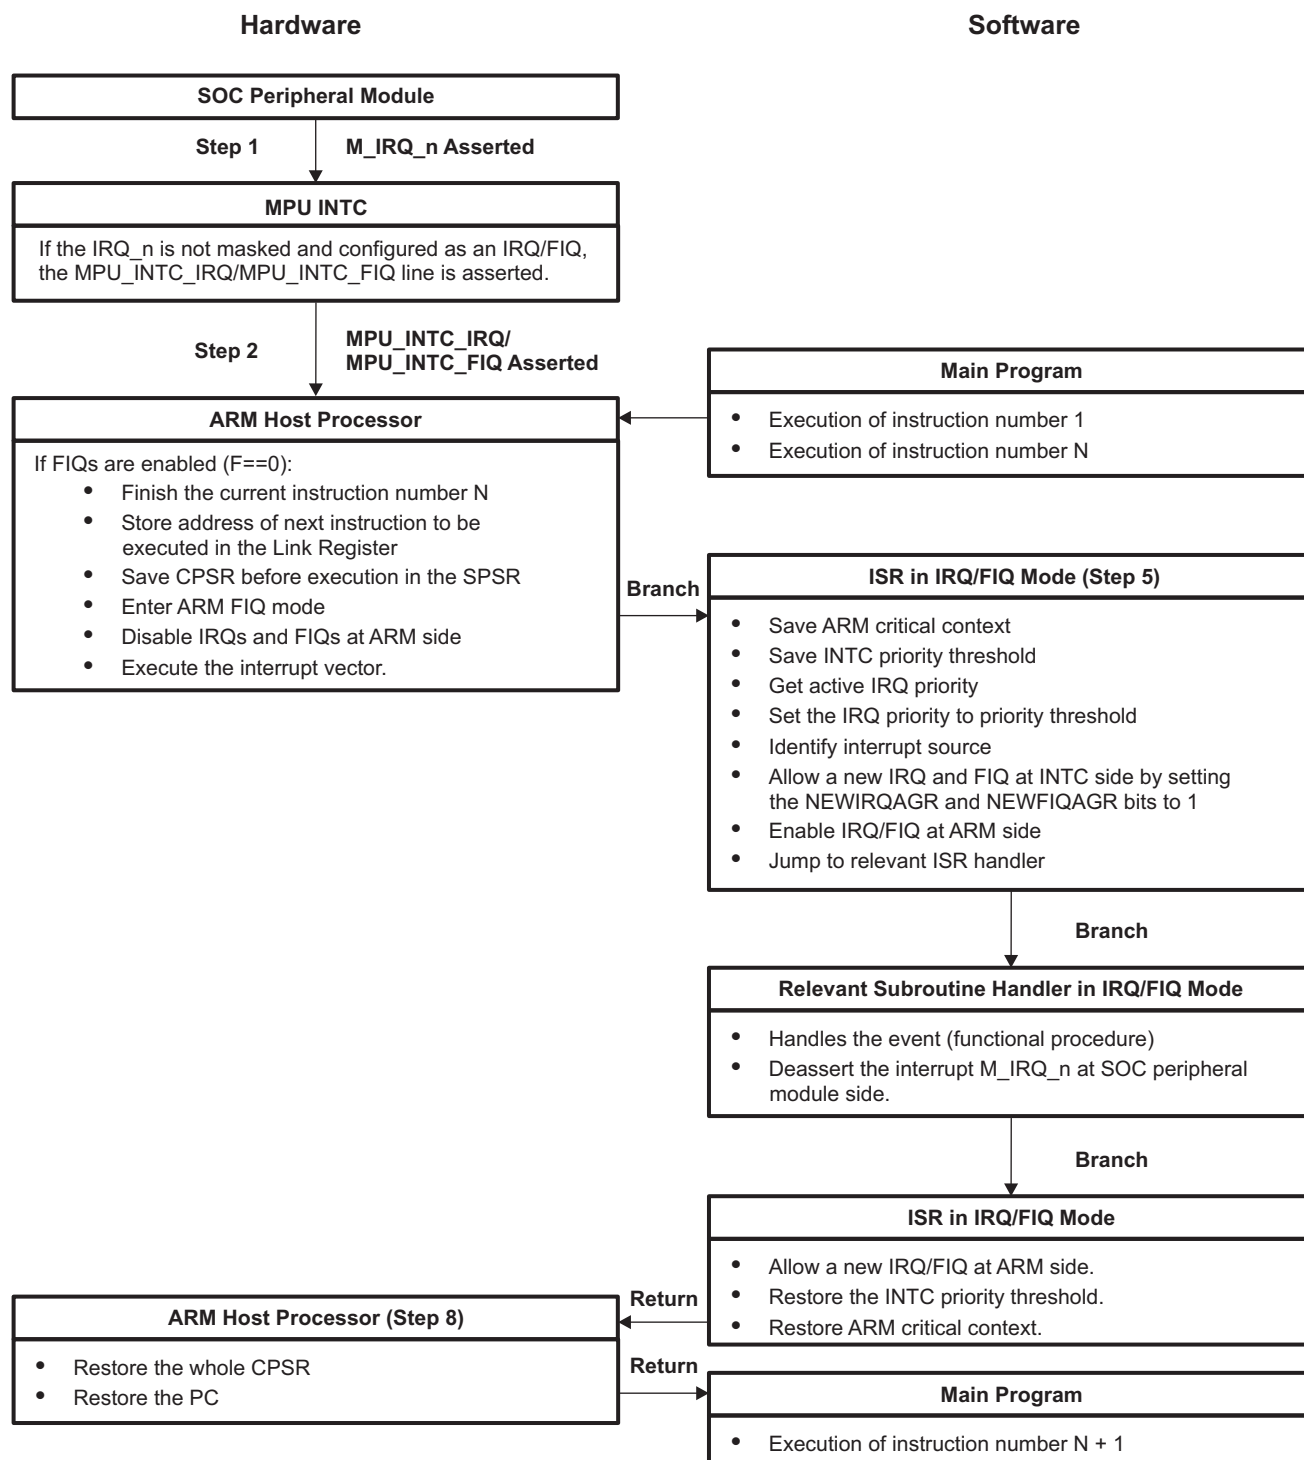 Hardware
Software
SOC Peripheral Module
Step 1
M_IRQ_n Asserted
MPU INTC
If the IRQ_n is not masked and configured as an IRQ/FIQ,
the MPU_INTC_IRQ/MPU_INTC_FIQ line is asserted.
Step 2
MPU_INTC_IRQ/
MPU_INTC_FIQ Asserted
Main Program
• Execution of instruction number 1
• Execution of instruction number N
ARM Host Processor
If FIQs are enabled (F==0):
• Finish the current instruction number N
• Store address of next instruction to be
executed in the Link Register
• Save CPSR before execution in the SPSR
• Enter ARM FIQ mode
• Disable IRQs and FIQs at ARM side
• Execute the interrupt vector.
Branch
ISR in IRQ/FIQ Mode (Step 5)
• Save ARM critical context
• Save INTC priority threshold
• Get active IRQ priority
• Set the IRQ priority to priority threshold
• Identify interrupt source
• Allow a new IRQ and FIQ at INTC side by setting
the NEWIRQAGR and NEWFIQAGR bits to 1
• Enable IRQ/FIQ at ARM side
• Jump to relevant ISR handler
Branch
Relevant Subroutine Handler in IRQ/FIQ Mode
• Handles the event (functional procedure)
• Deassert the interrupt M_IRQ_n at SOC peripheral
module side.
Branch
ISR in IRQ/FIQ Mode
• Allow a new IRQ/FIQ at ARM side.
• Restore the INTC priority threshold.
• Restore ARM critical context.
Return
ARM Host Processor (Step 8)
• Restore the whole CPSR
• Restore the PC
Return
Main Program
• Execution of instruction number N + 1